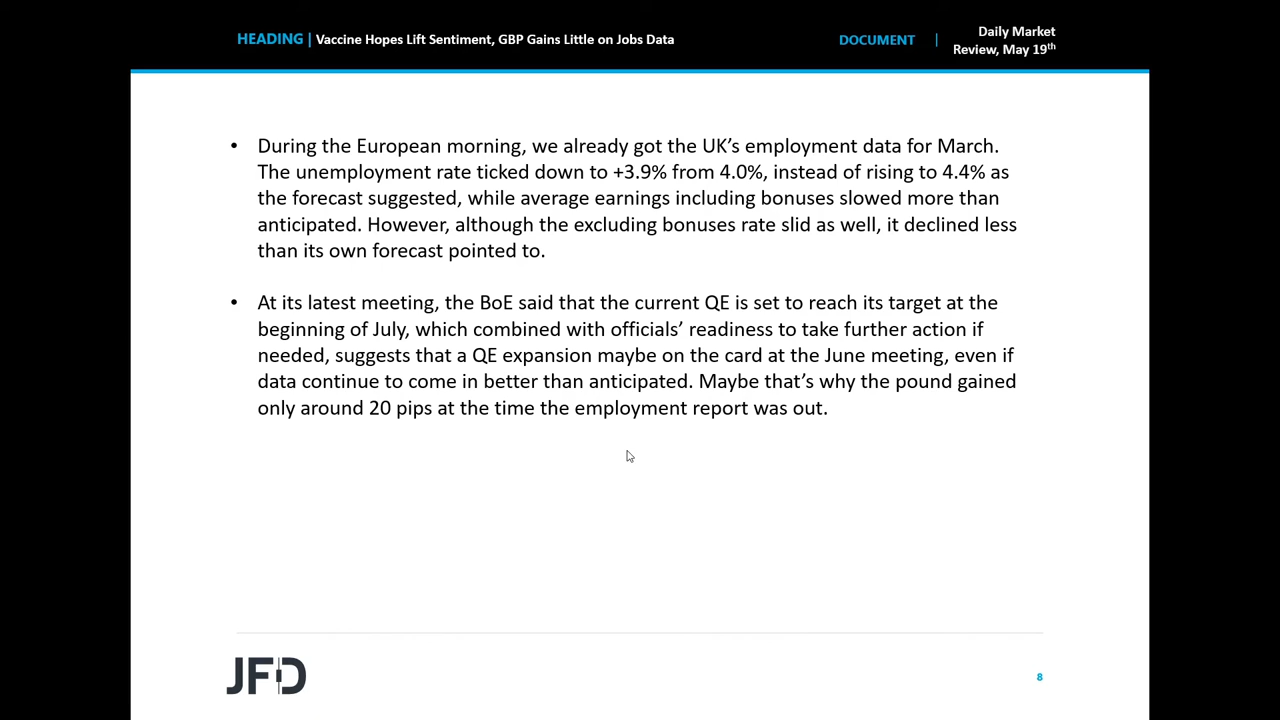 HEADING | Vaccine Hopes Lift Sentiment, GBP Gains Little on Jobs Data
DOCUMENT |
Daily Market
Review, May 19th
• During the European morning, we already got the UK’s employment data for March.
The unemployment rate ticked down to +3.9% from 4.0%, instead of rising to 4.4% as
the forecast suggested, while average earnings including bonuses slowed more than
anticipated. However, although the excluding bonuses rate slid as well, it declined less
than its own forecast pointed to.
• At its latest meeting, the BoE said that the current QE is set to reach its target at the
beginning of July, which combined with officials’ readiness to take further action if
needed, suggests that a QE expansion maybe on the card at the June meeting, even if
data continue to come in better than anticipated. Maybe that’s why the pound gained
only around 20 pips at the time the employment report was out.
JFD
8